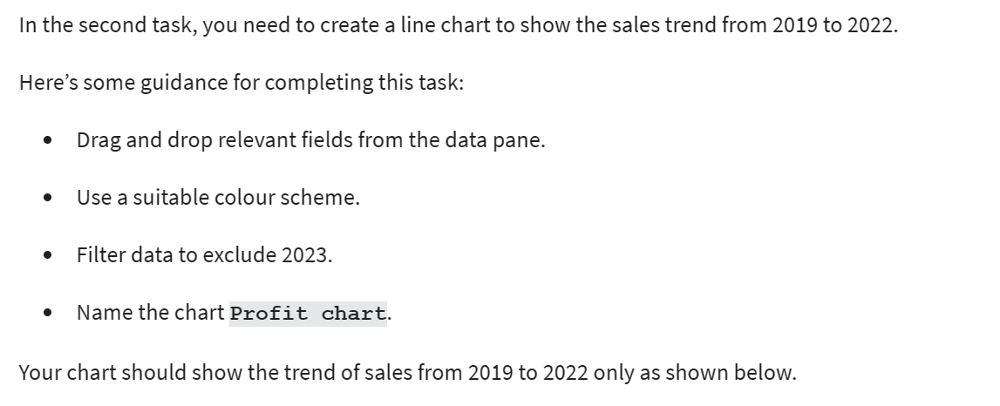 In the second task, you need to create a line chart to show the sales trend from 2019 to 2022.
Here’s some guidance for completing this task:
• Drag and drop relevant fields from the data pane.
• Use a suitable colour scheme.
• Filter data to exclude 2023.
• Name the chart Profit chart.
Your chart should show the trend of sales from 2019 to 2022 only as shown below.